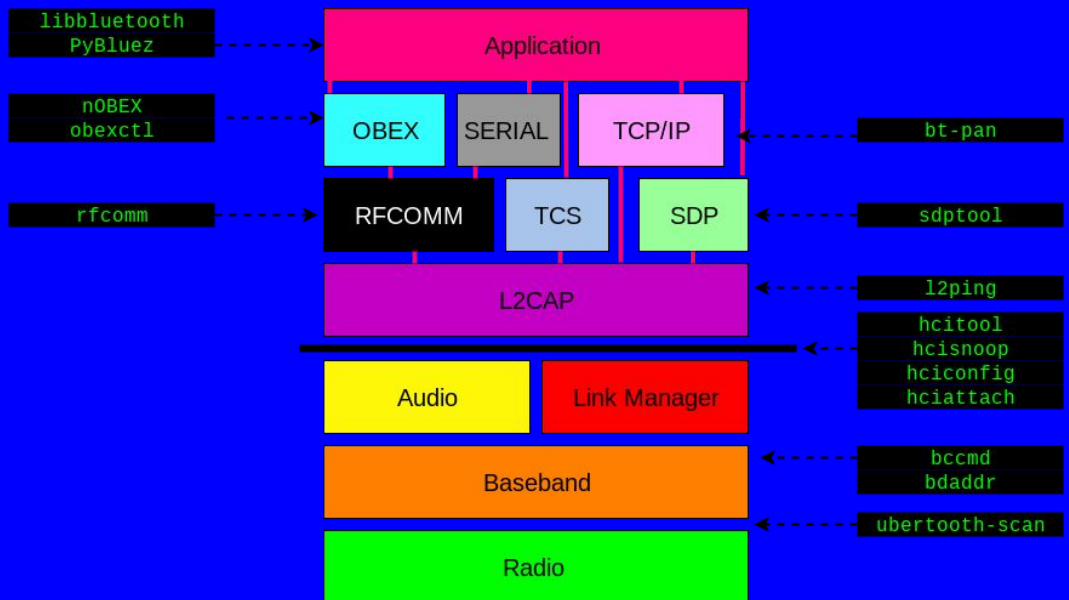 libbluetooth
PyBluez
Application
nOBEX
obexctl
OBEX
SERIAL
TCP/IP
bt-pan
rfcomm
RFCOMM
TCS
SDP
sdptool
L2CAP
l2ping
hcitool
hcisnoop
hciconfig
hciattach
Audio
Link Manager
Baseband
bccmd
bdaddr
ubertooth-scan
Radio